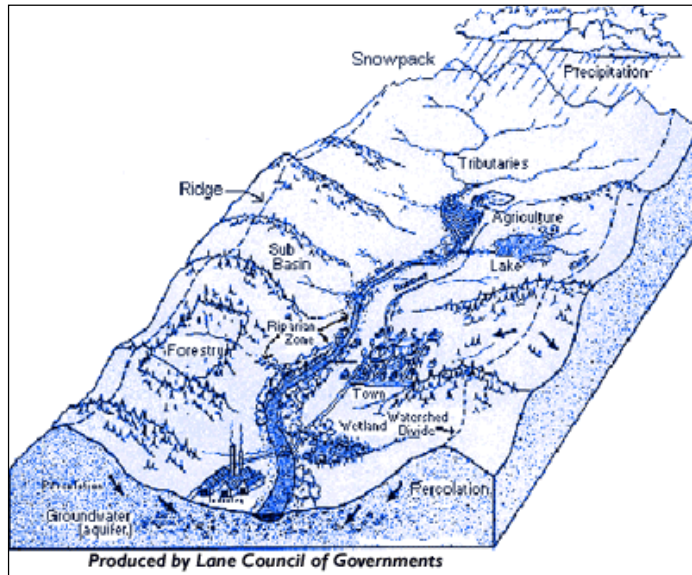 Snowpack
Precipitation
Tributaries
Ridge
Agriculture
Sub
Basin
Lake
Riparian
Zone
Forestry
Town
Wetland
Watershed
Divide
Percolation
Percolation
Groundwater
(aquifer)
Produced by Lane Council of Governments